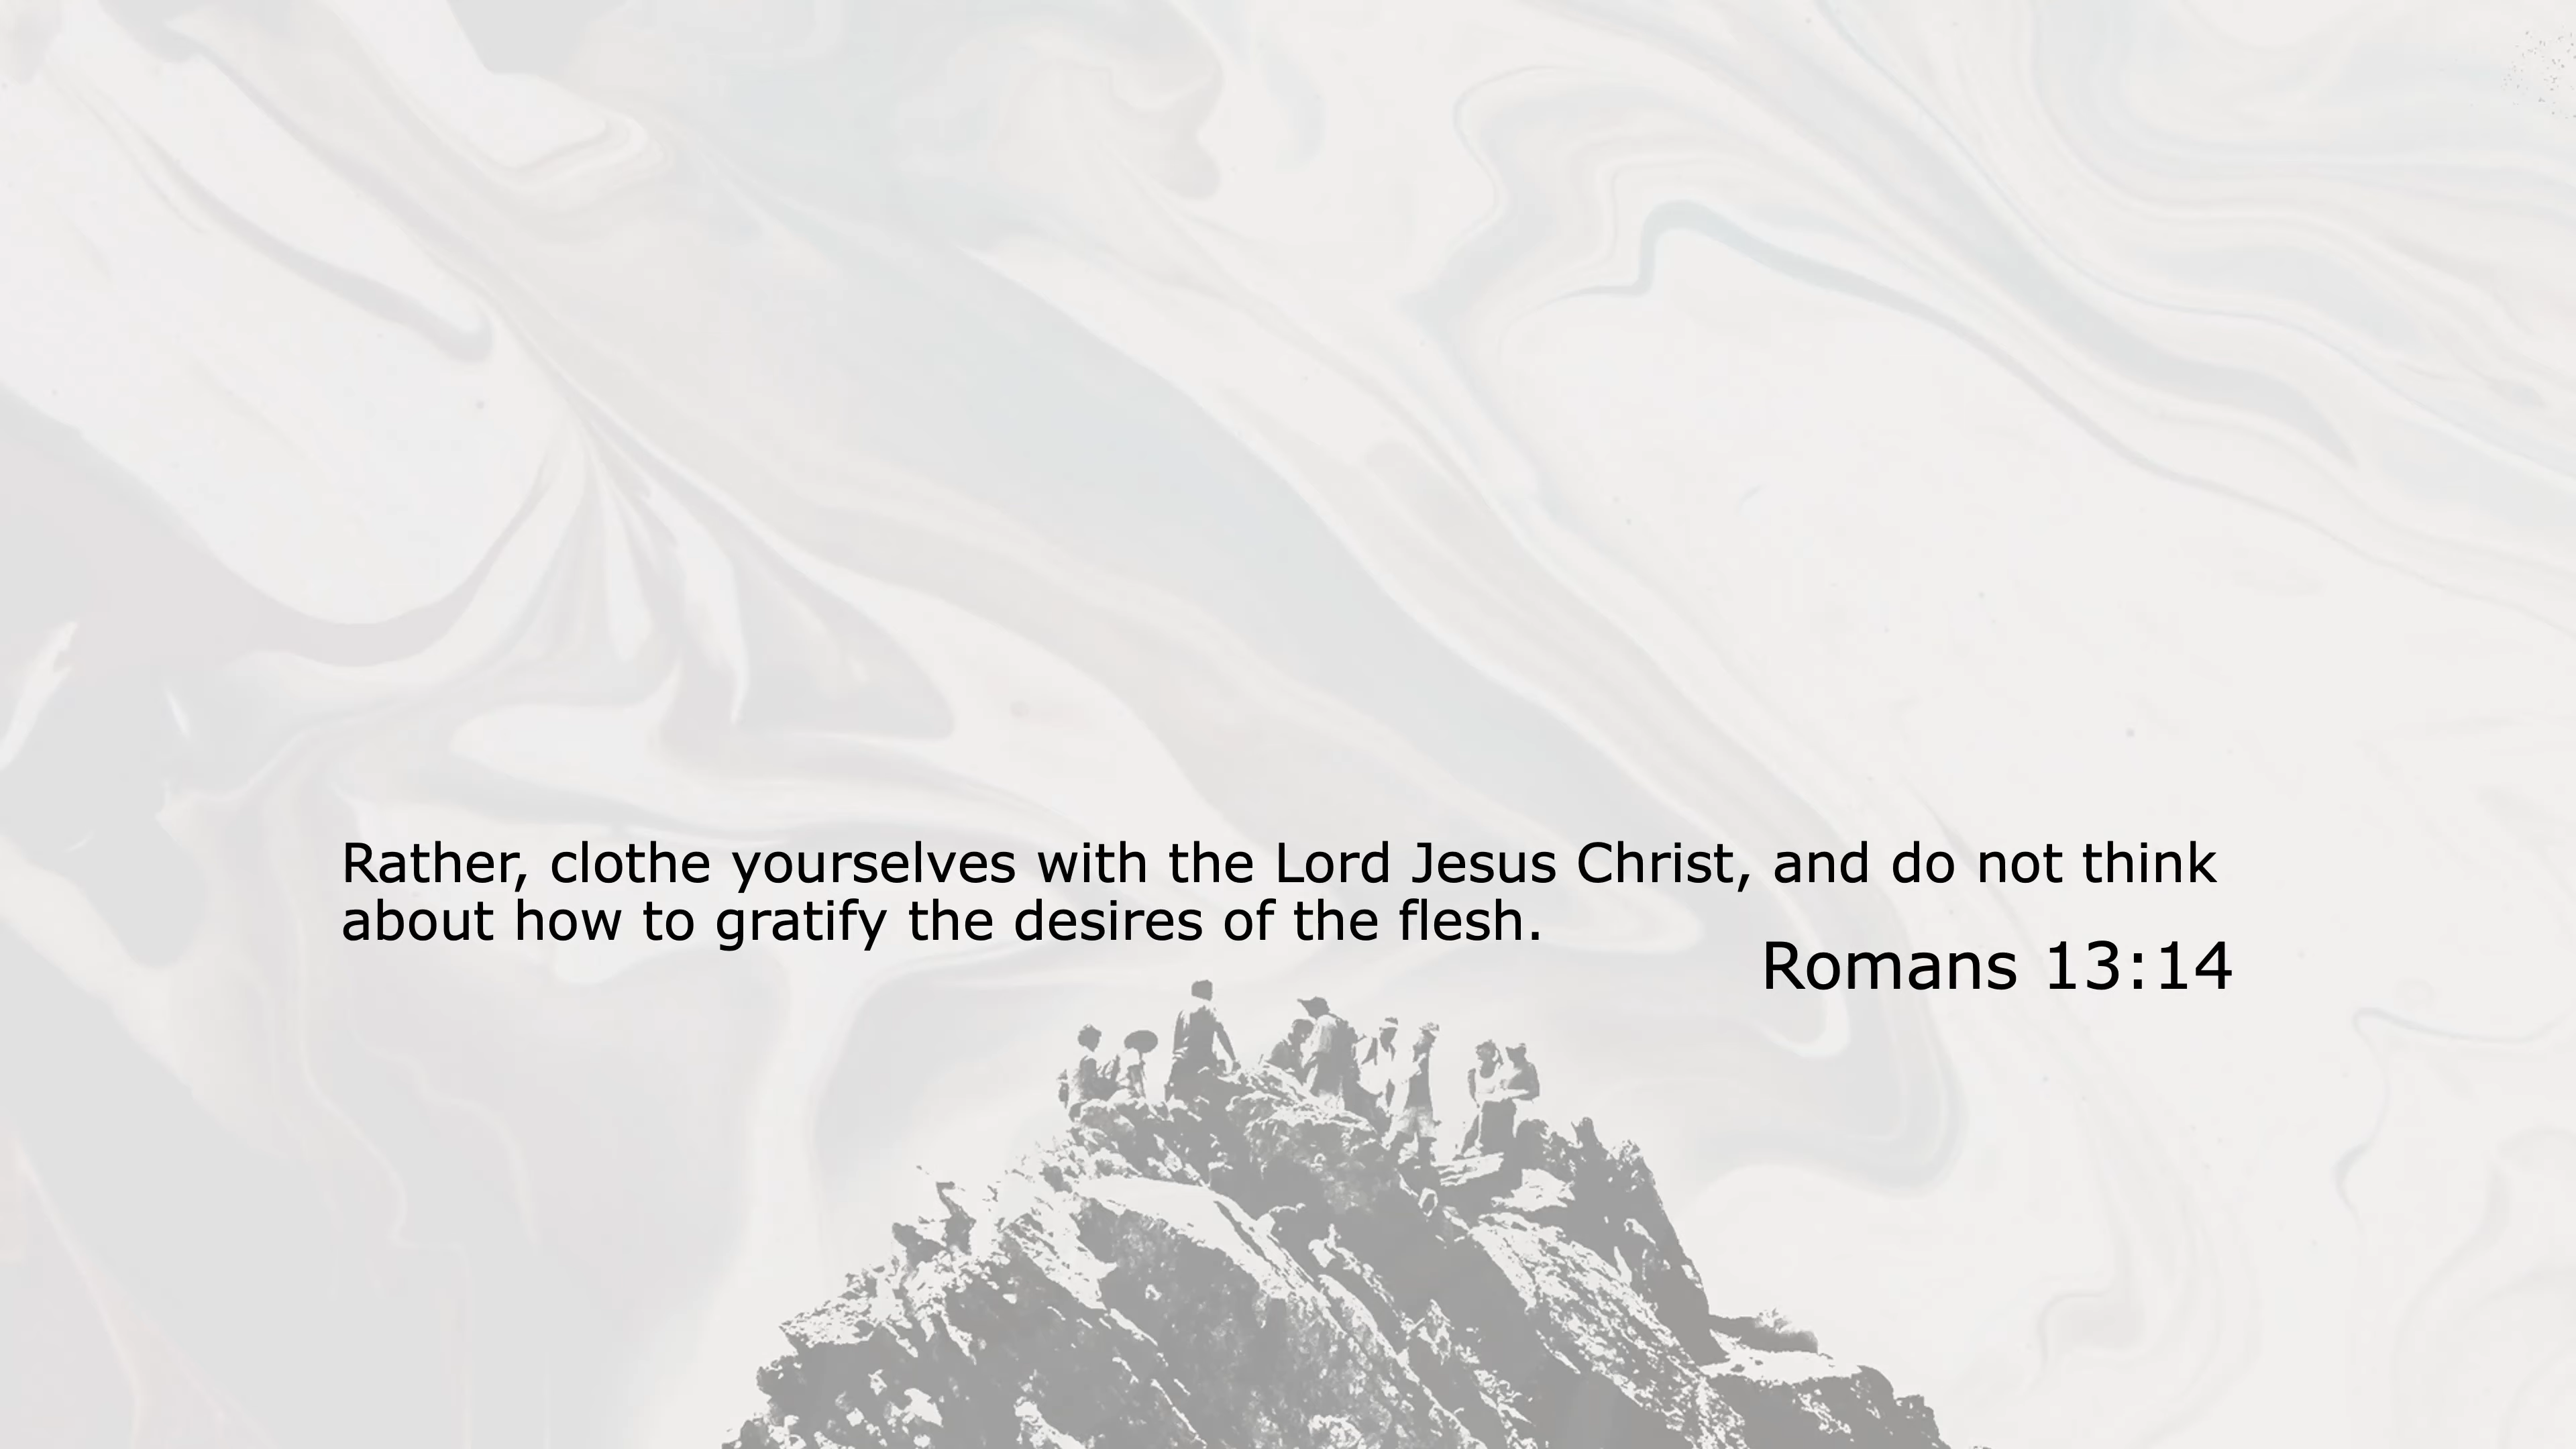 Rather, clothe yourselves with the Lord Jesus Christ, and do not think
about how to gratify the desires of the flesh.
Romans 13:14